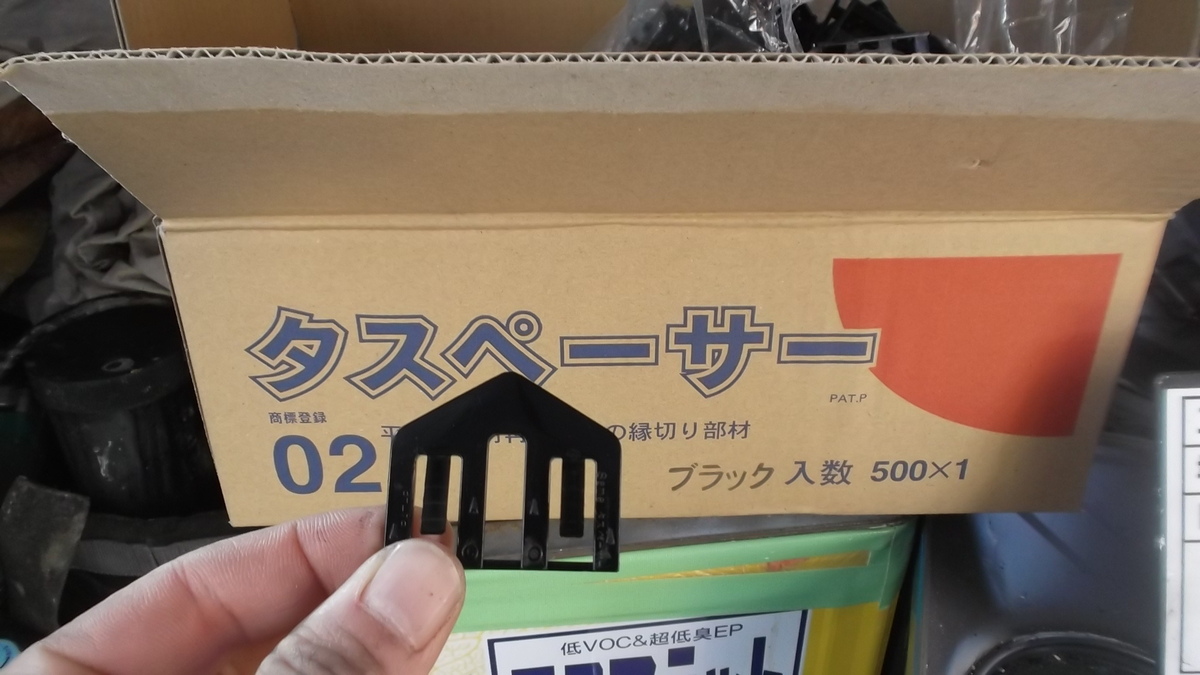 タスペーサー
商標登録
PAT.P
02
平 の縁切り部材
ブラック 入数 500×1
低VOC&超低臭EP